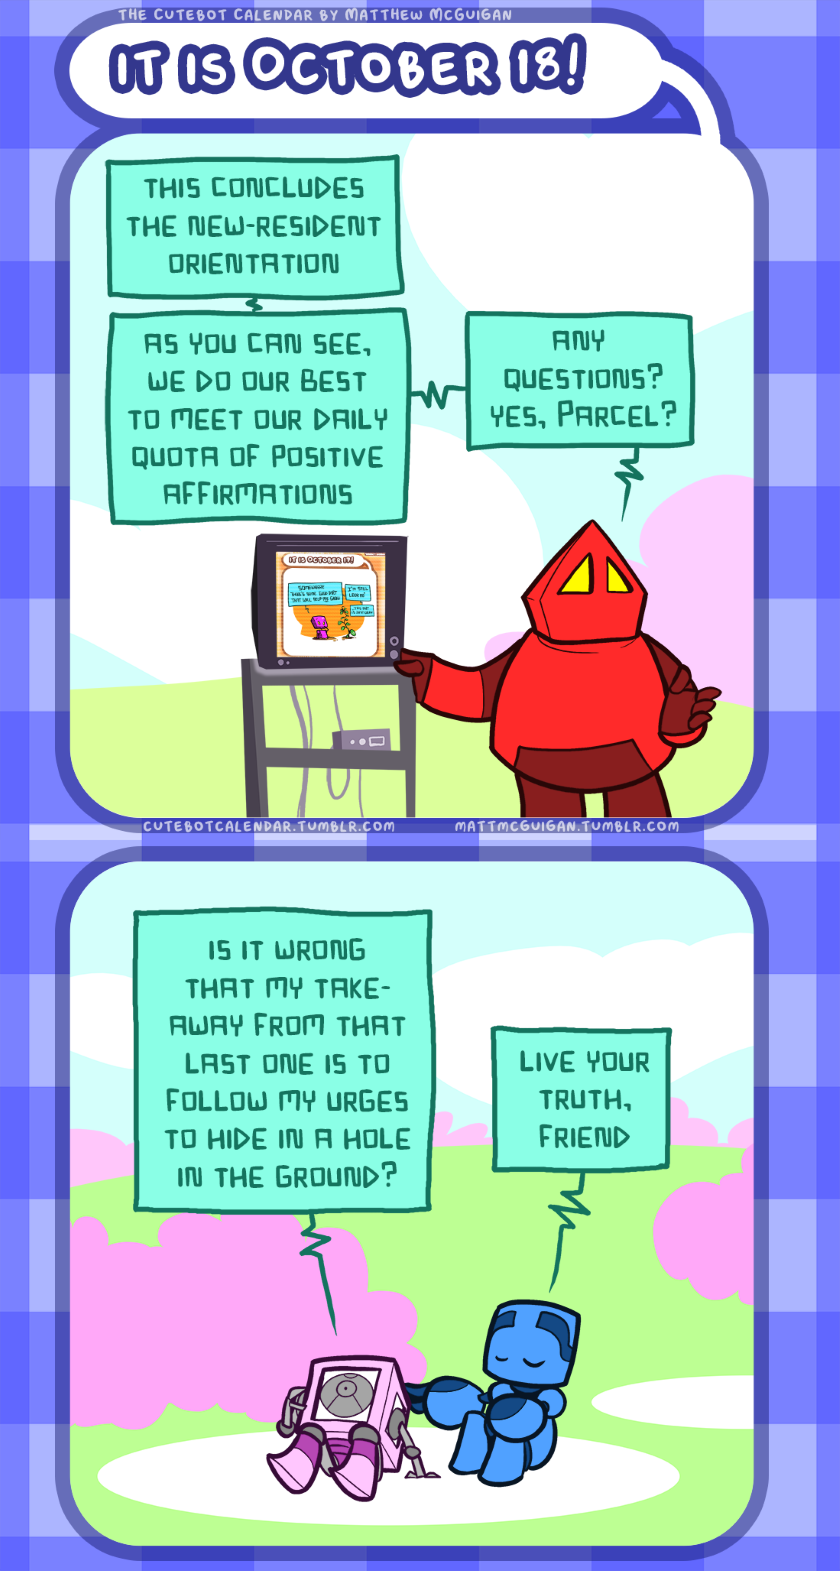 THE CUTEBOT CALENDAR BY MATTHEW MCGUIGAN
IT IS OCTOBER 18!
THIS CONCLUDES
THE NEW-RESIDENT
ORIENTATION
AS YOU CAN SEE,
WE DO OUR BEST
TO MEET OUR DAILY
QUOTA OF POSITIVE
AFFIRMATIONS
ANY
QUESTIONS?
YES, PARCEL?
IT IS OCTOBER 17!
CUTEBOTCALENDAR.TUMBLR.COM
MATTMCGUIGAN.TUMBLR.COM
IS IT WRONG
THAT MY TAKE-
AWAY FROM THAT
LAST ONE IS TO
FOLLOW MY URGES
TO HIDE IN A HOLE
IN THE GROUND?
LIVE YOUR
TRUTH,
FRIEND